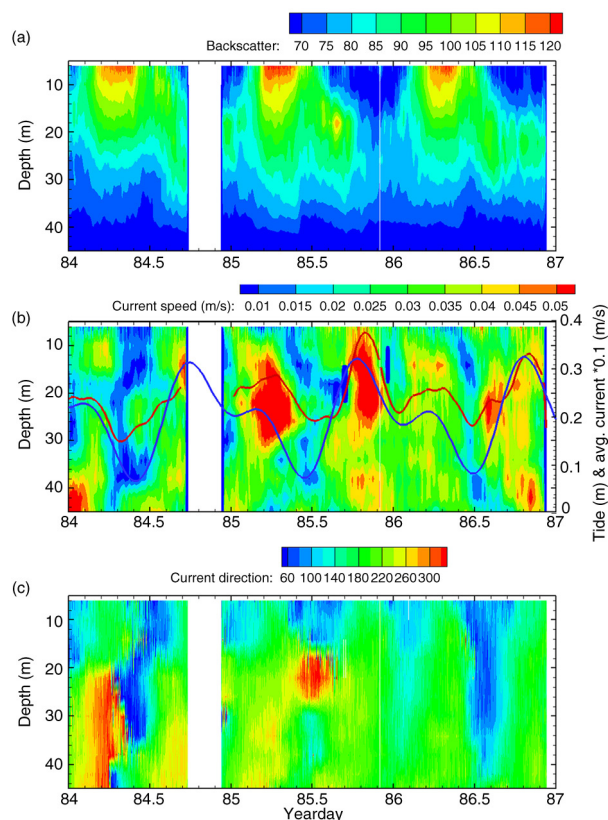 (a)
Backscatter: 70 75 80 85 90 95 100 105 110 115 120
Depth (m)
10
20
30
40
84 84.5 85 85.5 86 86.5 87
Current speed (m/s) 0.01 0.015 0.02 0.025 0.03 0.035 0.04 0.045 0.05
(b)
Depth (m)
10
20
30
40
0.4
0.3
0.2
0.1
0
Tide (m) & avg. current *0.1 (m/s)
84 84.5 85 85.5 86 86.5 87
Current direction: 60 100 140 180 220 260 300
(c)
Depth (m)
10
20
30
40
84 84.5 85 85.5 86 86.5 87
Yearday